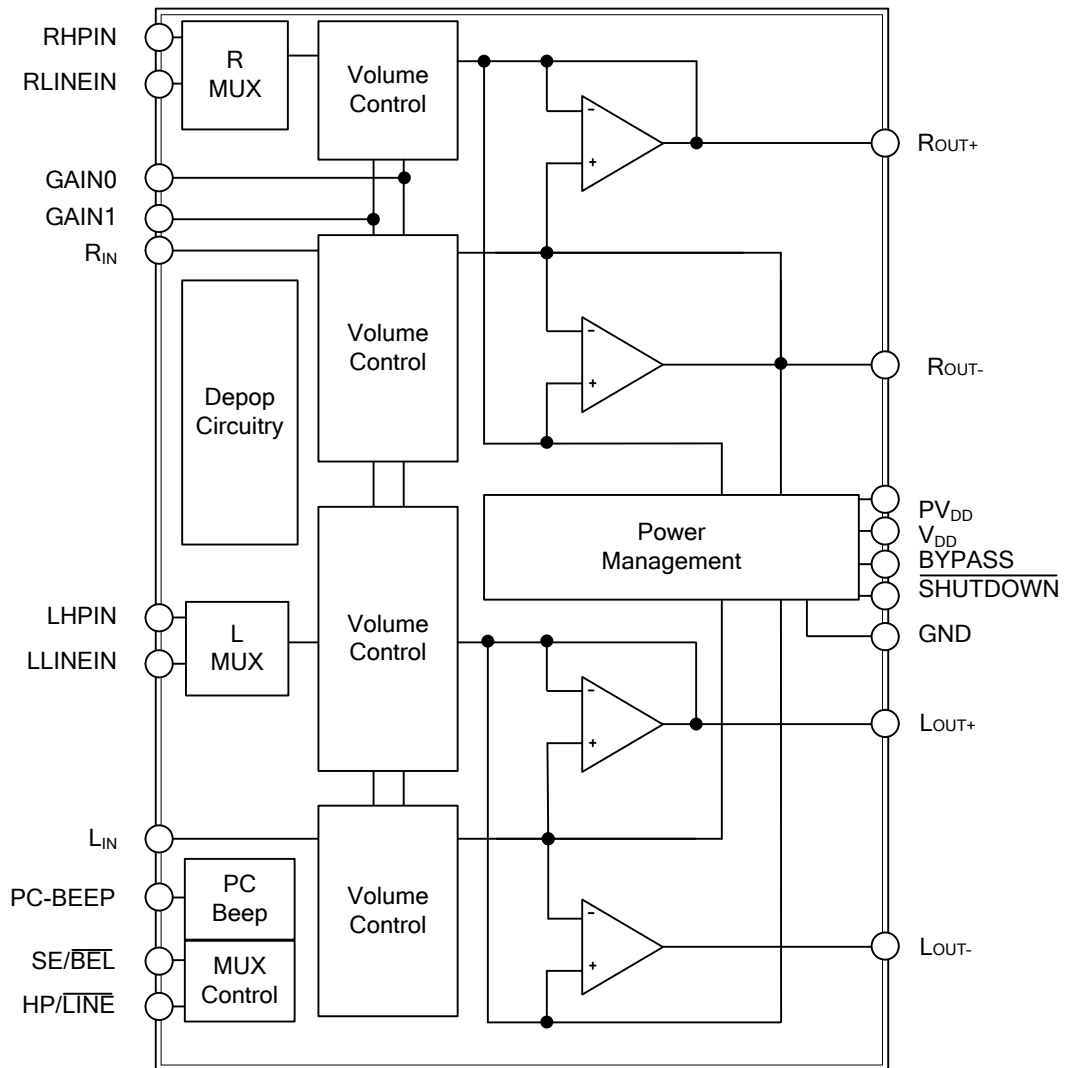 RHPIN
RLINEIN
R
MUX
Volume
Control
-
+
ROUT+
GAIN0
GAIN1
RIN
Volume
Control
Depop
Circuitry
-
+
ROUT-
Power
Management
PVDD
VDD
BYPASS
SHUTDOWN
GND
LHPIN
LLINEIN
L
MUX
Volume
Control
-
+
LOUT+
LIN
PC-BEEP
PC
Beep
SE/BEL
HP/LINE
MUX
Control
Volume
Control
-
+
LOUT-